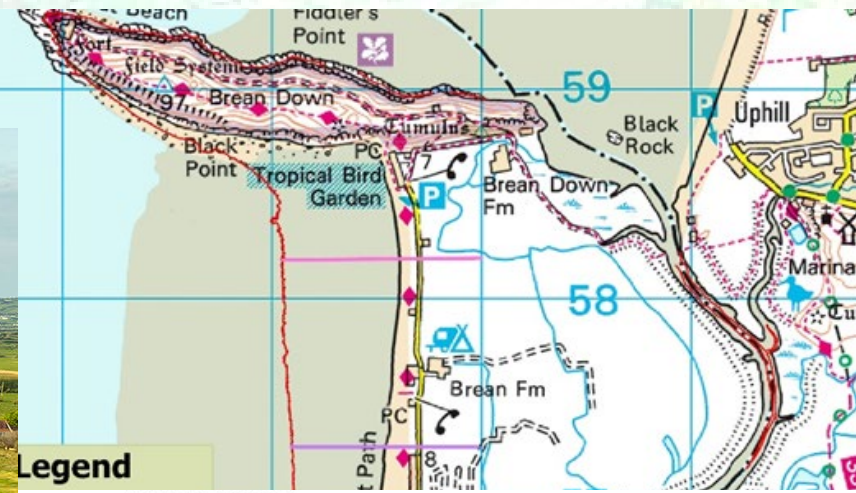 at Beach
Fiddler's
Point
Fort
Field System
97
Brean Down
59
Uphill
P
Tumulus
Black
Rock
Black
Point
PC
7
Tropical Bird
Garden
P
Brean Down
Fm
Marina
58
Brean Fm
PC
8
t Path
Legend